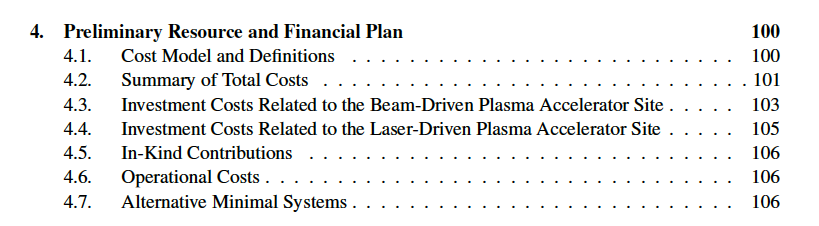 4. Preliminary Resource and Financial Plan 100
4.1. Cost Model and Definitions . . . . . . . . . . . . . . . . . . . . . . . . . . . 100
4.2. Summary of Total Costs . . . . . . . . . . . . . . . . . . . . . . . . . . . . . . 101
4.3. Investment Costs Related to the Beam-Driven Plasma Accelerator Site . . . . . 103
4.4. Investment Costs Related to the Laser-Driven Plasma Accelerator Site . . . . . 105
4.5. In-Kind Contributions . . . . . . . . . . . . . . . . . . . . . . . . . . . . . . 106
4.6. Operational Costs . . . . . . . . . . . . . . . . . . . . . . . . . . . . . . . . . 106
4.7. Alternative Minimal Systems . . . . . . . . . . . . . . . . . . . . . . . . . . . 106